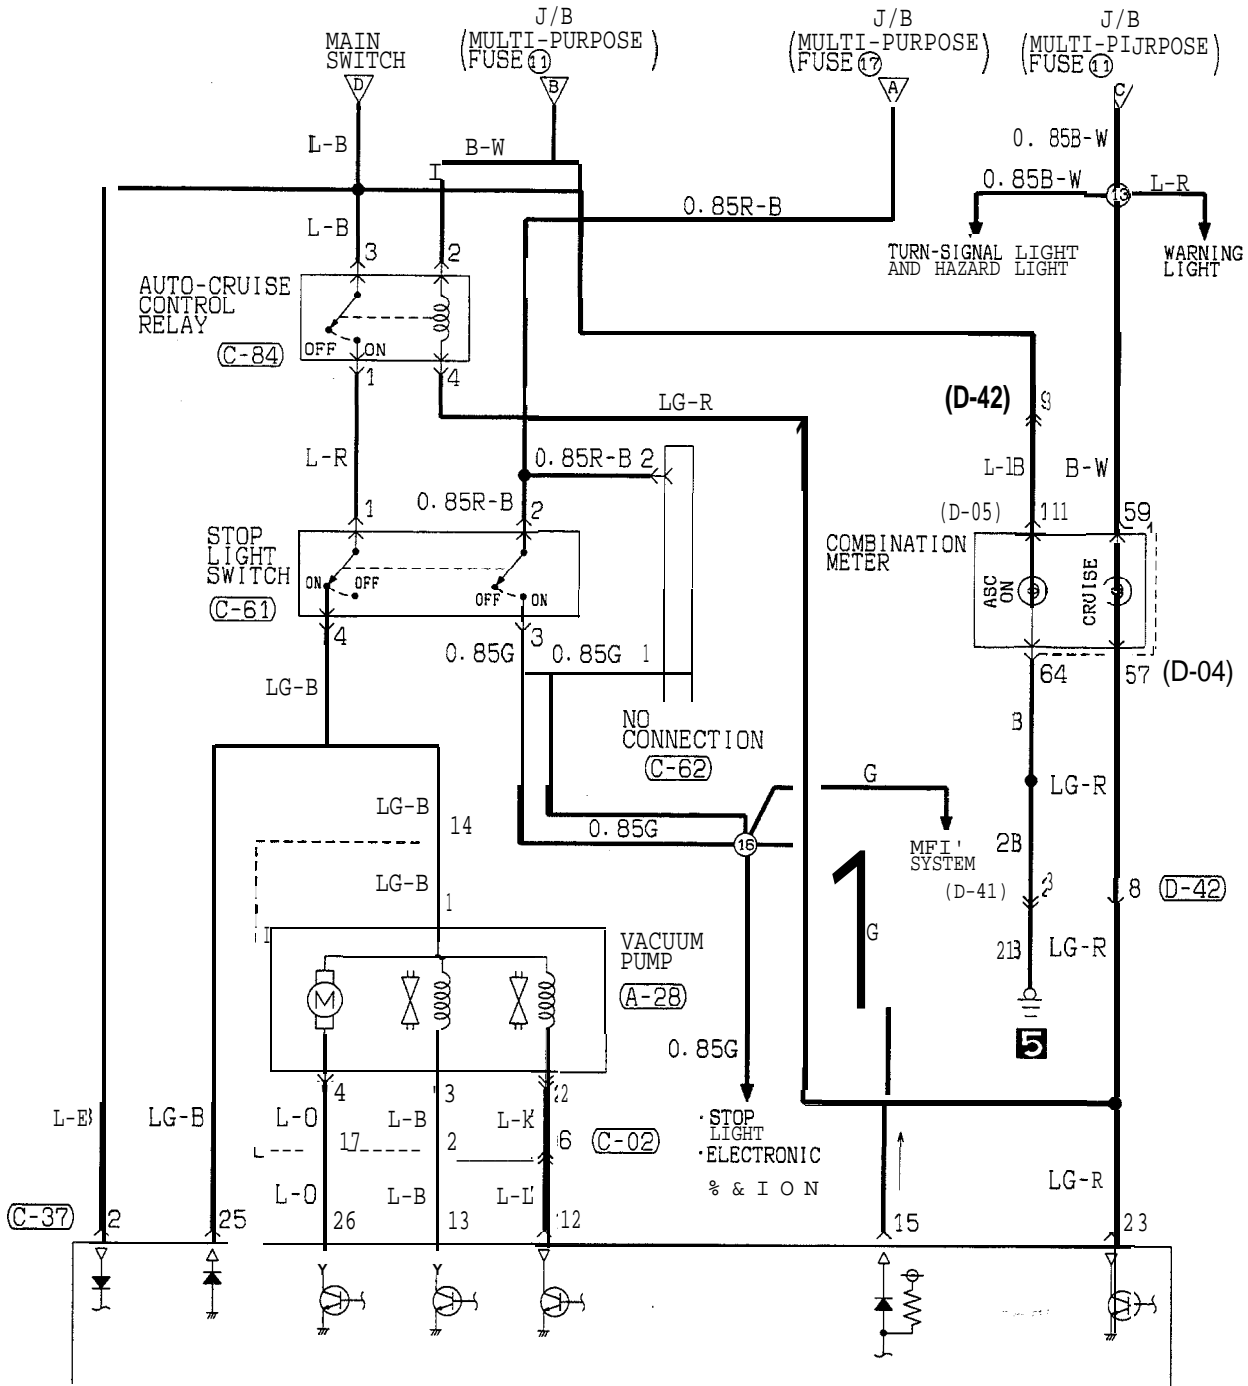 J/B
(MULTI-PURPOSE)
(FUSE ⑪)
J/B
(MULTI-PURPOSE)
(FUSE ⑰)
J/B
(MULTI-PIJRPOSE)
(FUSE ⑪)
MAIN
SWITCH
D
B
A
C
L-B
I
B-W
0.85B-W
0.85B-W
13
L-R
0.85R-B
L-B
3
2
TURN-SIGNAL LIGHT
AND HAZARD LIGHT
WARNING
LIGHT
AUTO-CRUISE
CONTROL
RELAY
(C-84)
OFF
ON
1
4
LG-R
(D-42)
9
L-R
0.85R-B 2
L-1B
B-W
1
0.85R-B
2
(D-05)
111
59
1
STOP
LIGHT
SWITCH
(C-61)
ON
OFF
OFF
ON
COMBINATION
METER
ASC
ON
CRUISE
4
3
0.85G
0.85G 1
64
57
(D-04)
LG-B
B
NO
CONNECTION
(C-62)
G
LG-R
LG-B
14
0.85G
16
MFI'
SYSTEM
2B
LG-B
1
(D-41)
8
(D-42)
1
G
I
VACUUM
PUMP
(A-28)
M
21B
LG-R
5
0.85G
4
3
22
L-B
LG-B
L-O
L-B
L-K
·STOP
LIGHT
·ELECTRONIC
% & I O N
17
2
6
(C-02)
L-O
L-B
L-L'
LG-R
(C-37)
2
25
26
13
12
15
23
Y
Y